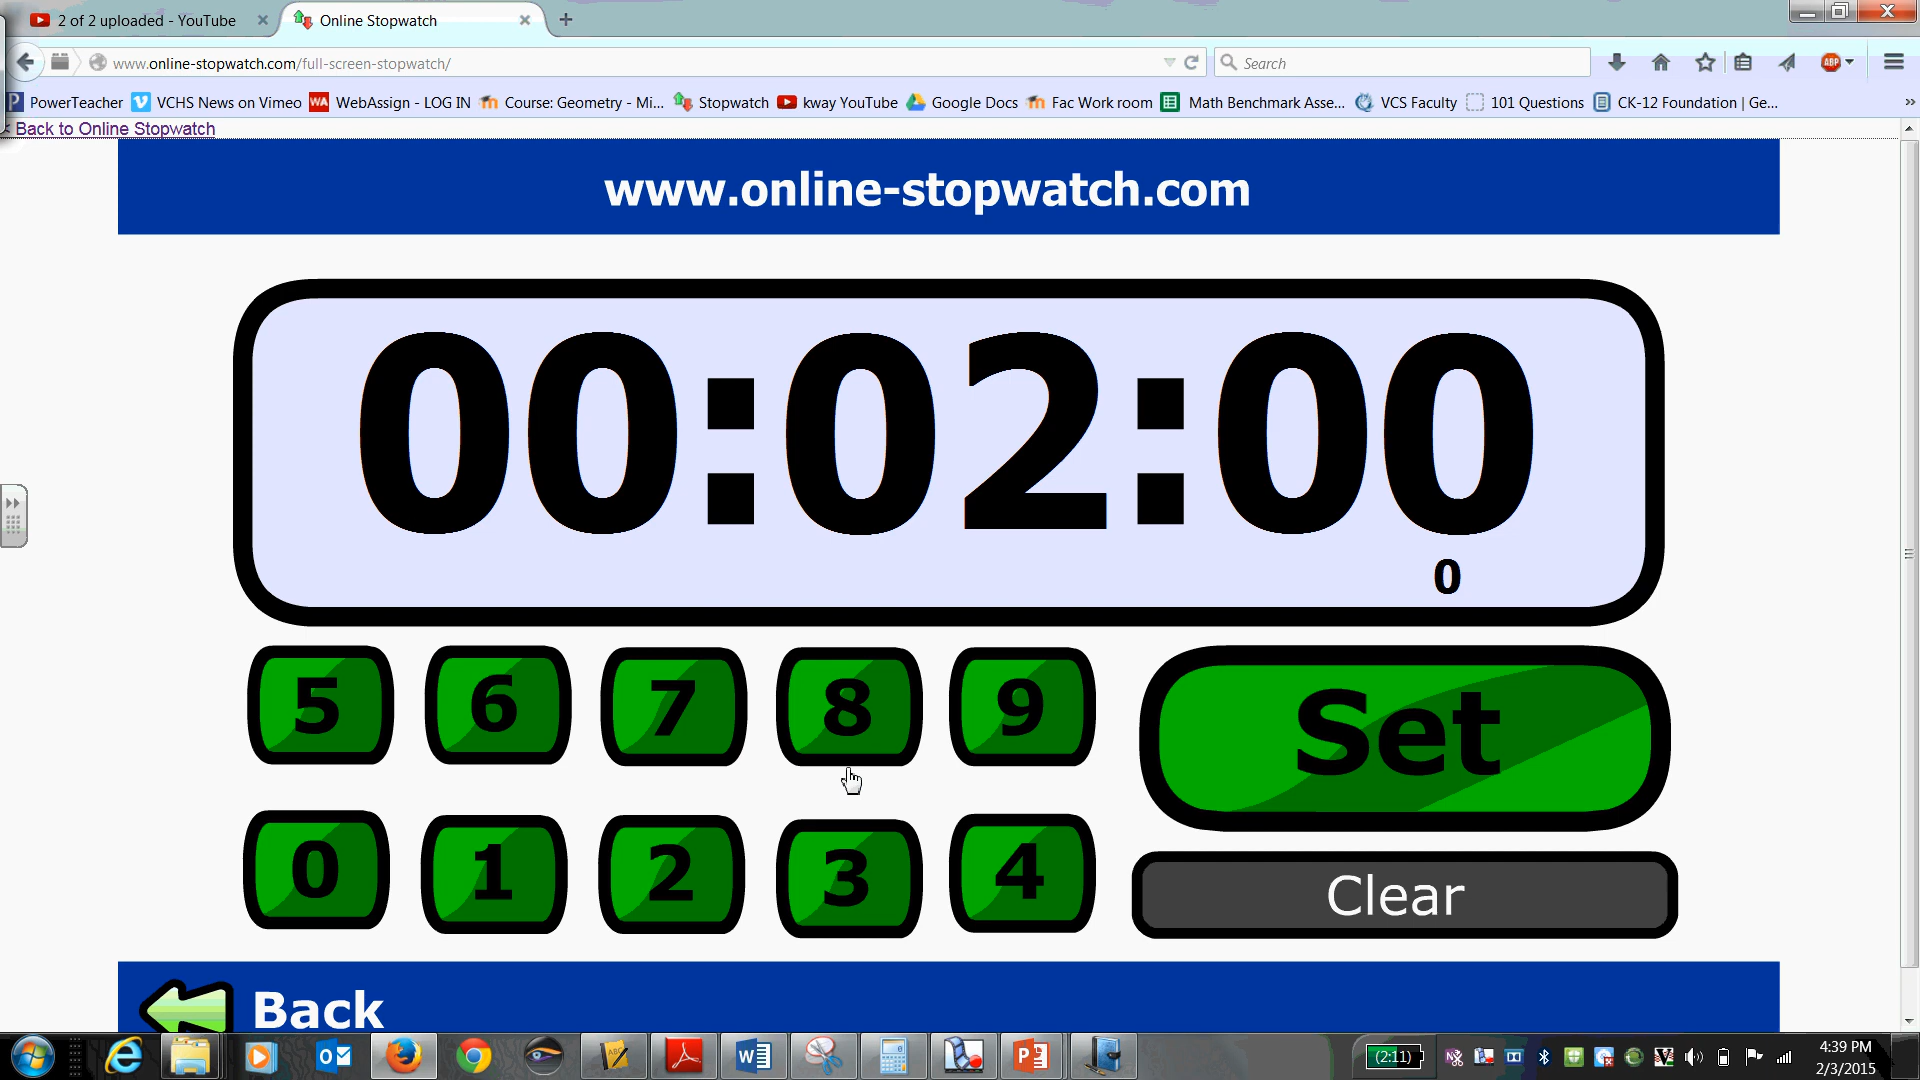 2 of 2 uploaded - YouTube
Online Stopwatch
www.online-stopwatch.com/full-screen-stopwatch/
Search
ABP
PowerTeacher
VCHS News on Vimeo
WA WebAssign - LOG IN
Course: Geometry - Mi...
Stopwatch
kway YouTube
Google Docs
Fac Work room
Math Benchmark Asse...
VCS Faculty
101 Questions
CK-12 Foundation | Ge...
< Back to Online Stopwatch
www.online-stopwatch.com
00:02:00
0
5 6 7 8 9
Set
0 1 2 3 4
Clear
Back
(2:11)
4:39 PM
2/3/2015